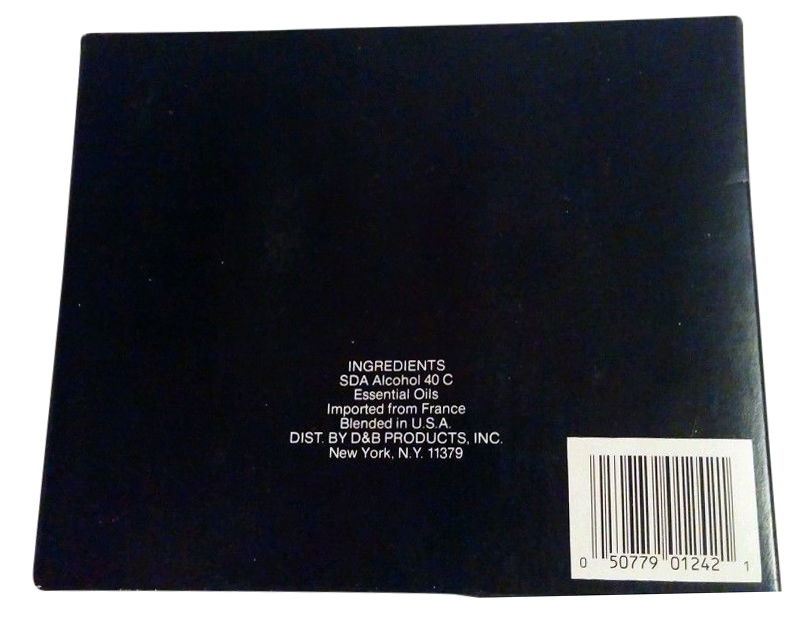 INGREDIENTS
SDA Alcohol 40 C
Essential Oils
Imported from France
Blended in U.S.A.
DIST. BY D&B PRODUCTS, INC.
New York, N.Y. 11379
0 50779 01242 1